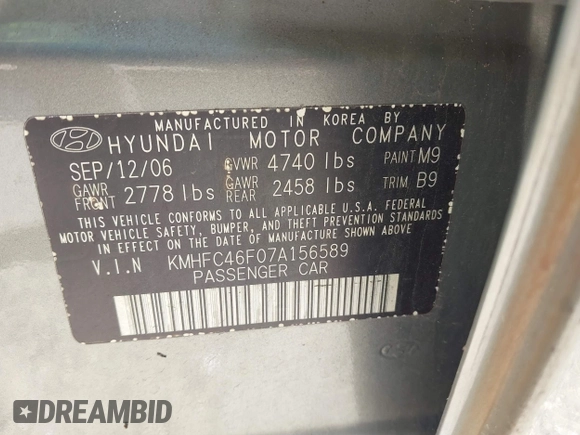 MANUFACTURED IN KOREA BY
HYUNDAI MOTOR COMPANY
SEP/12/06 GVWR 4740 lbs PAINT M9
GAWR FRONT 2778 lbs GAWR REAR 2458 lbs TRIM B9
THIS VEHICLE CONFORMS TO ALL APPLICABLE U.S.A. FEDERAL
MOTOR VEHICLE SAFETY, BUMPER, AND THEFT PREVENTION STANDARDS
IN EFFECT ON THE DATE OF MANUFACTURE SHOWN ABOVE.
V.I.N KMHFC46F07A156589
PASSENGER CAR
DREAMBID